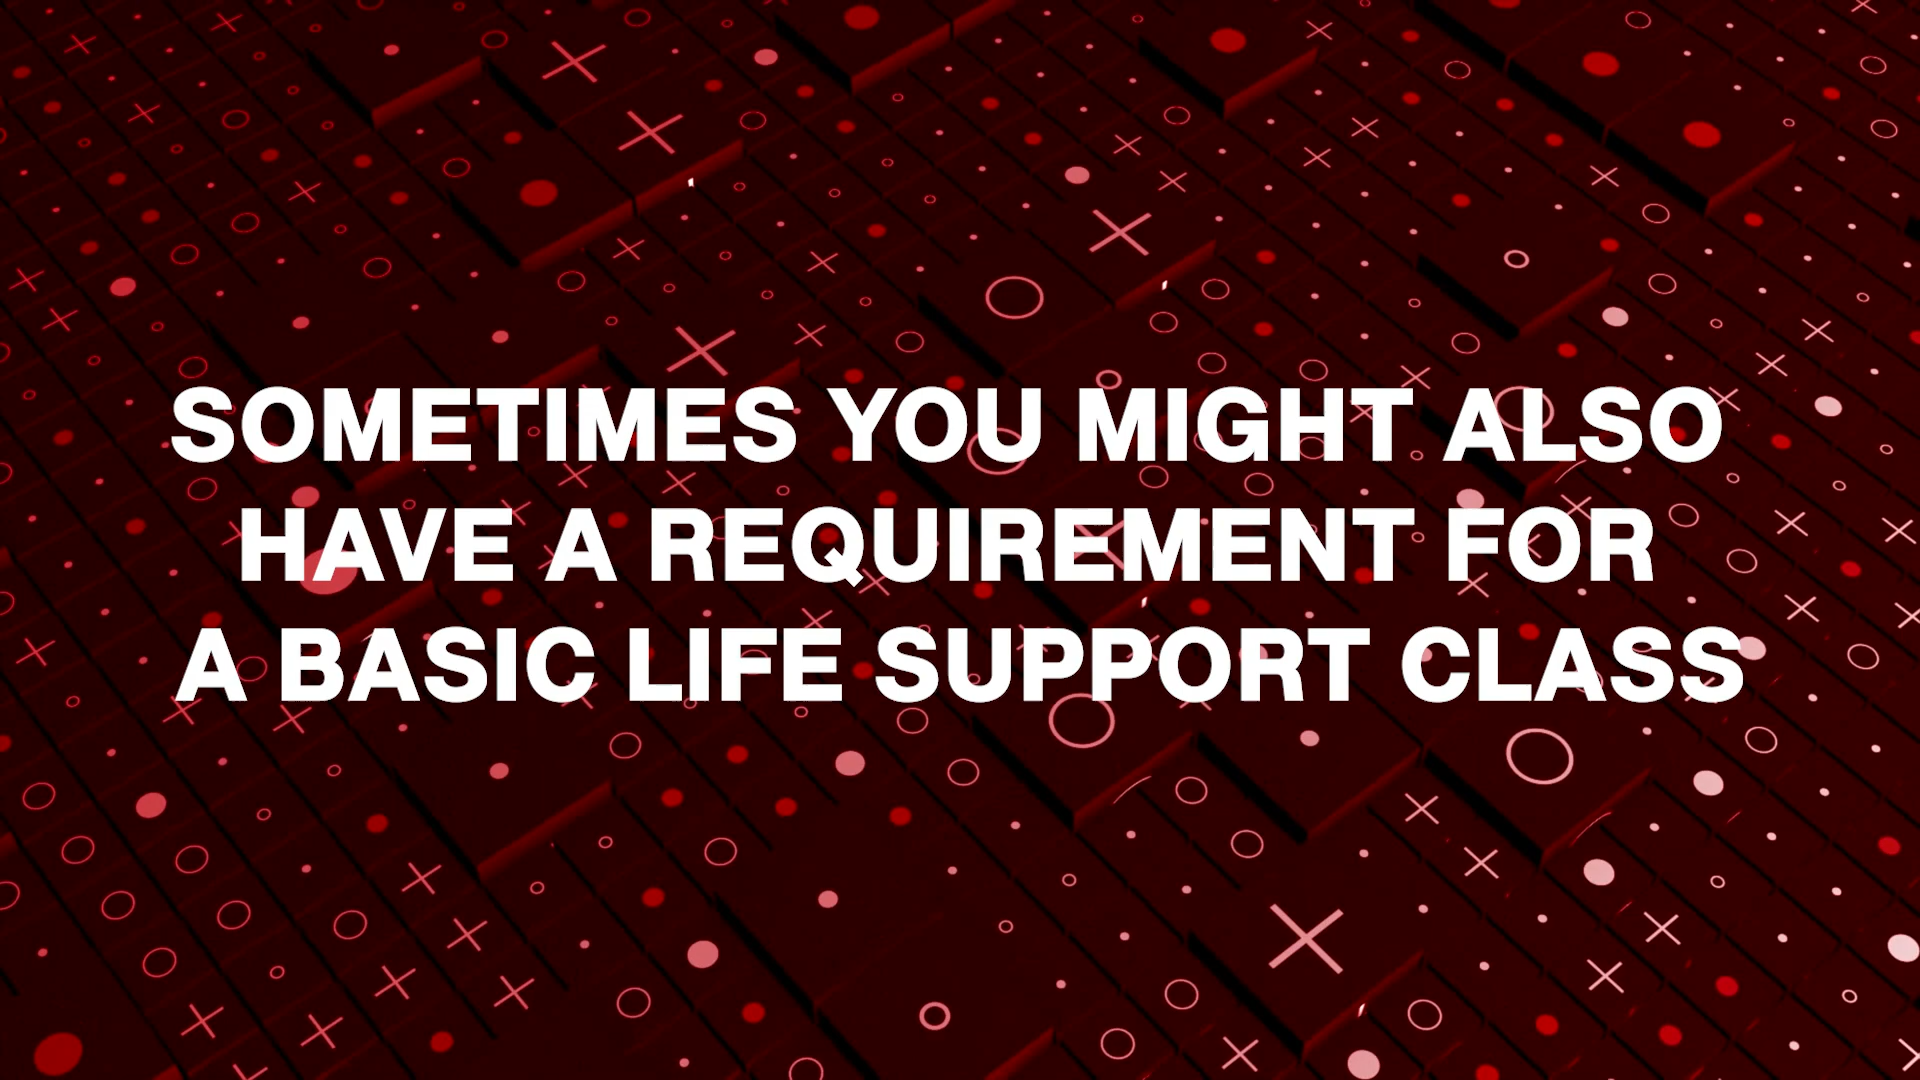 SOMETIMES YOU MIGHT ALSO
HAVE A REQUIREMENT FOR
A BASIC LIFE SUPPORT CLASS